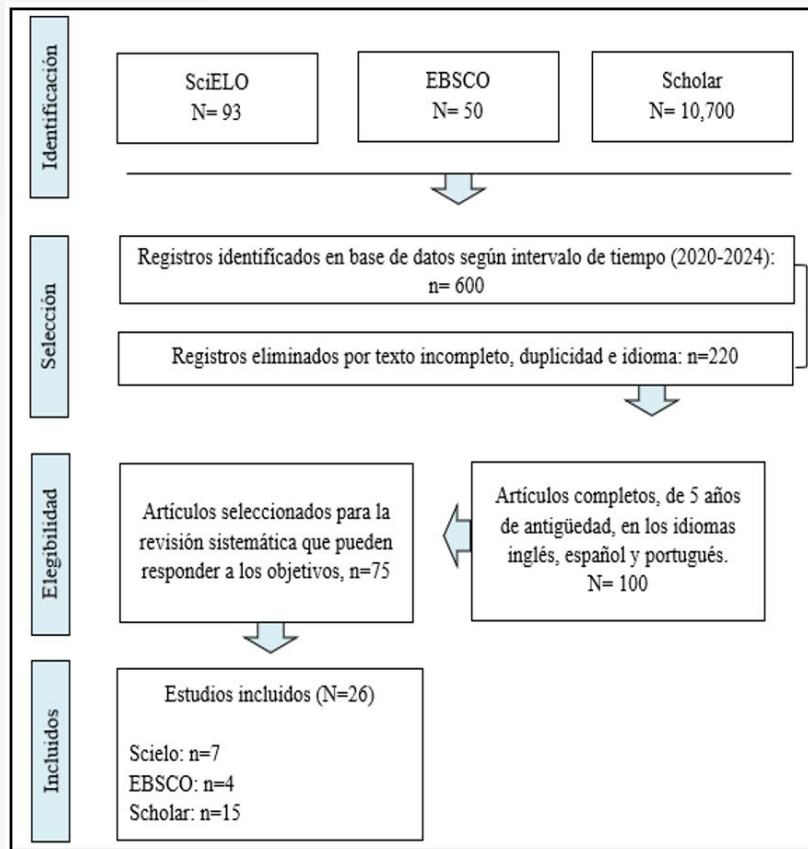 Identificación
SciELO
N= 93
EBSCO
N= 50
Scholar
N= 10,700
Selección
Registros identificados en base de datos según intervalo de tiempo (2020-2024):
n= 600
Registros eliminados por texto incompleto, duplicidad e idioma: n=220
Elegibilidad
Artículos seleccionados para la
revisión sistemática que pueden
responder a los objetivos, n=75
Artículos completos, de 5 años
de antigüedad, en los idiomas
inglés, español y portugués.
N= 100
Incluidos
Estudios incluidos (N=26)
Scielo: n=7
EBSCO: n=4
Scholar: n=15